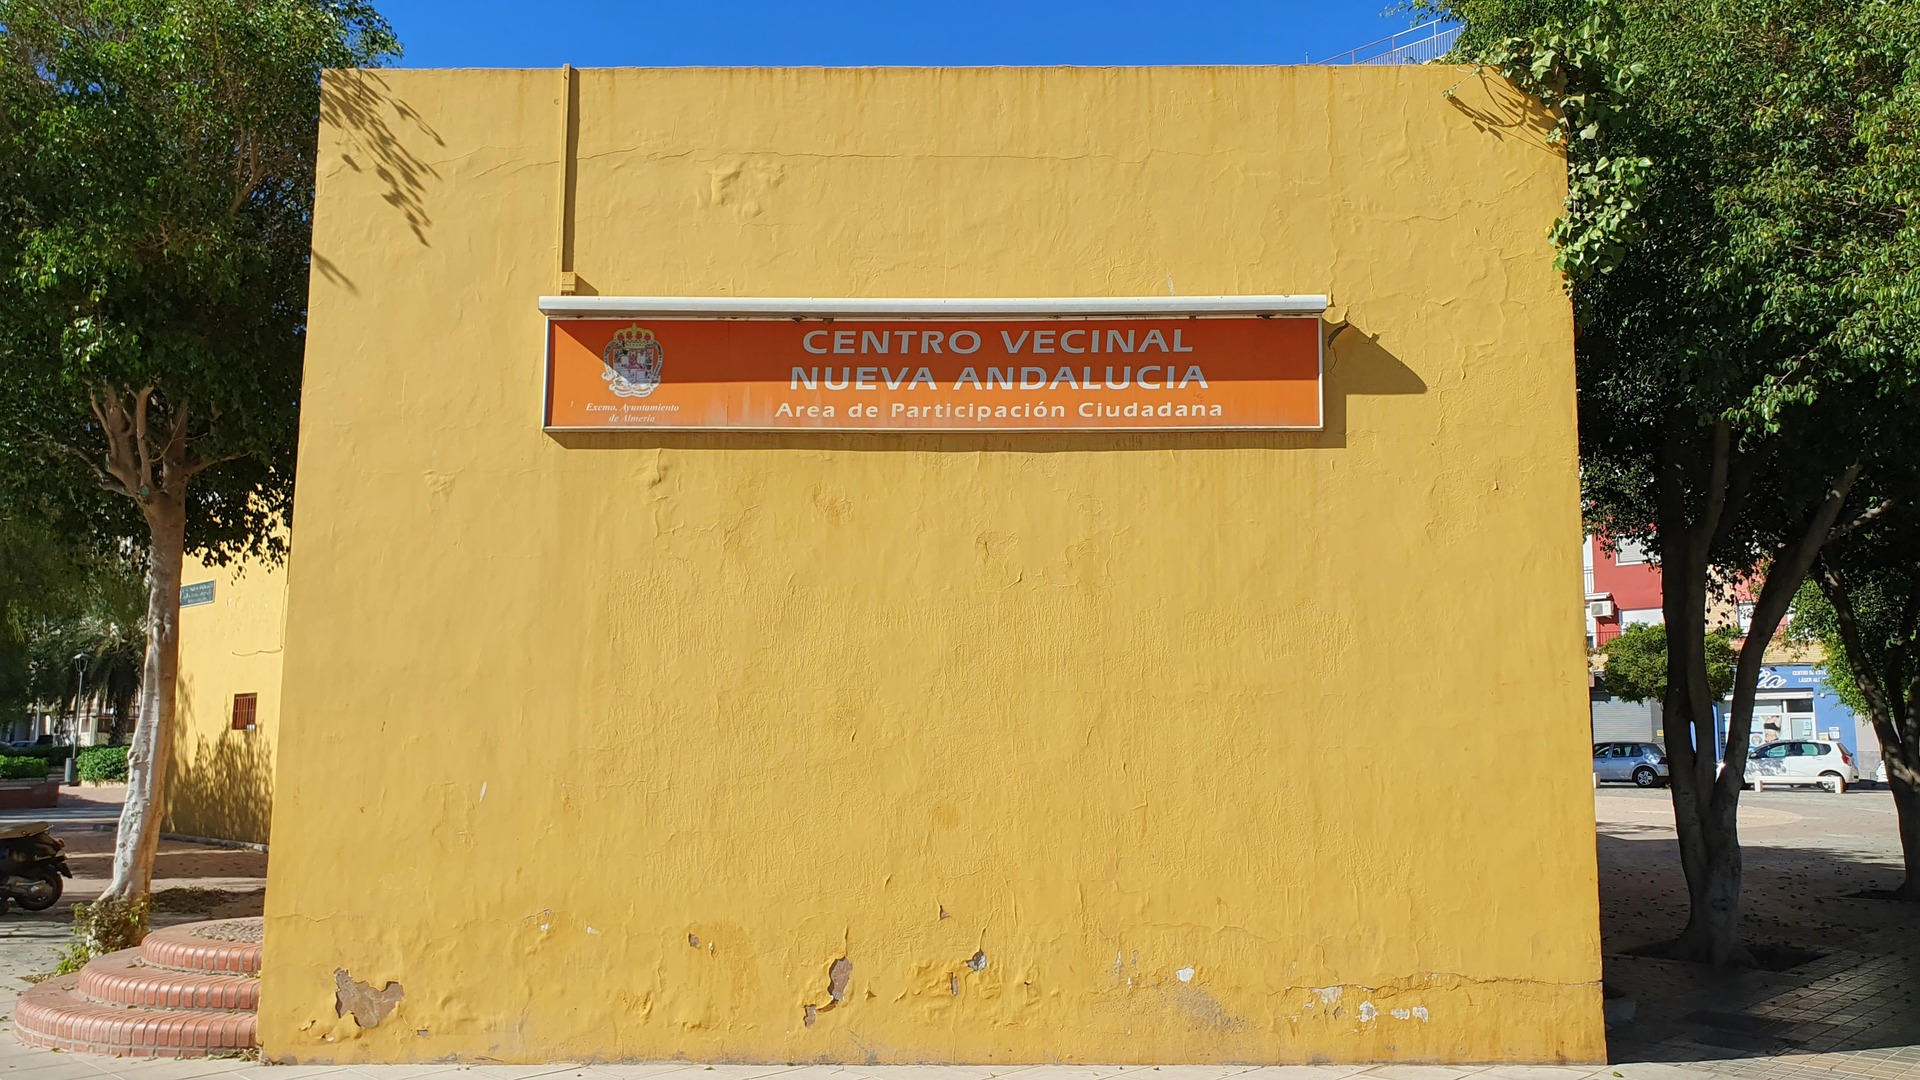 CENTRO VECINAL
NUEVA ANDALUCIA
Area de Participación Ciudadana
Excmo. Ayuntamiento
de Almería